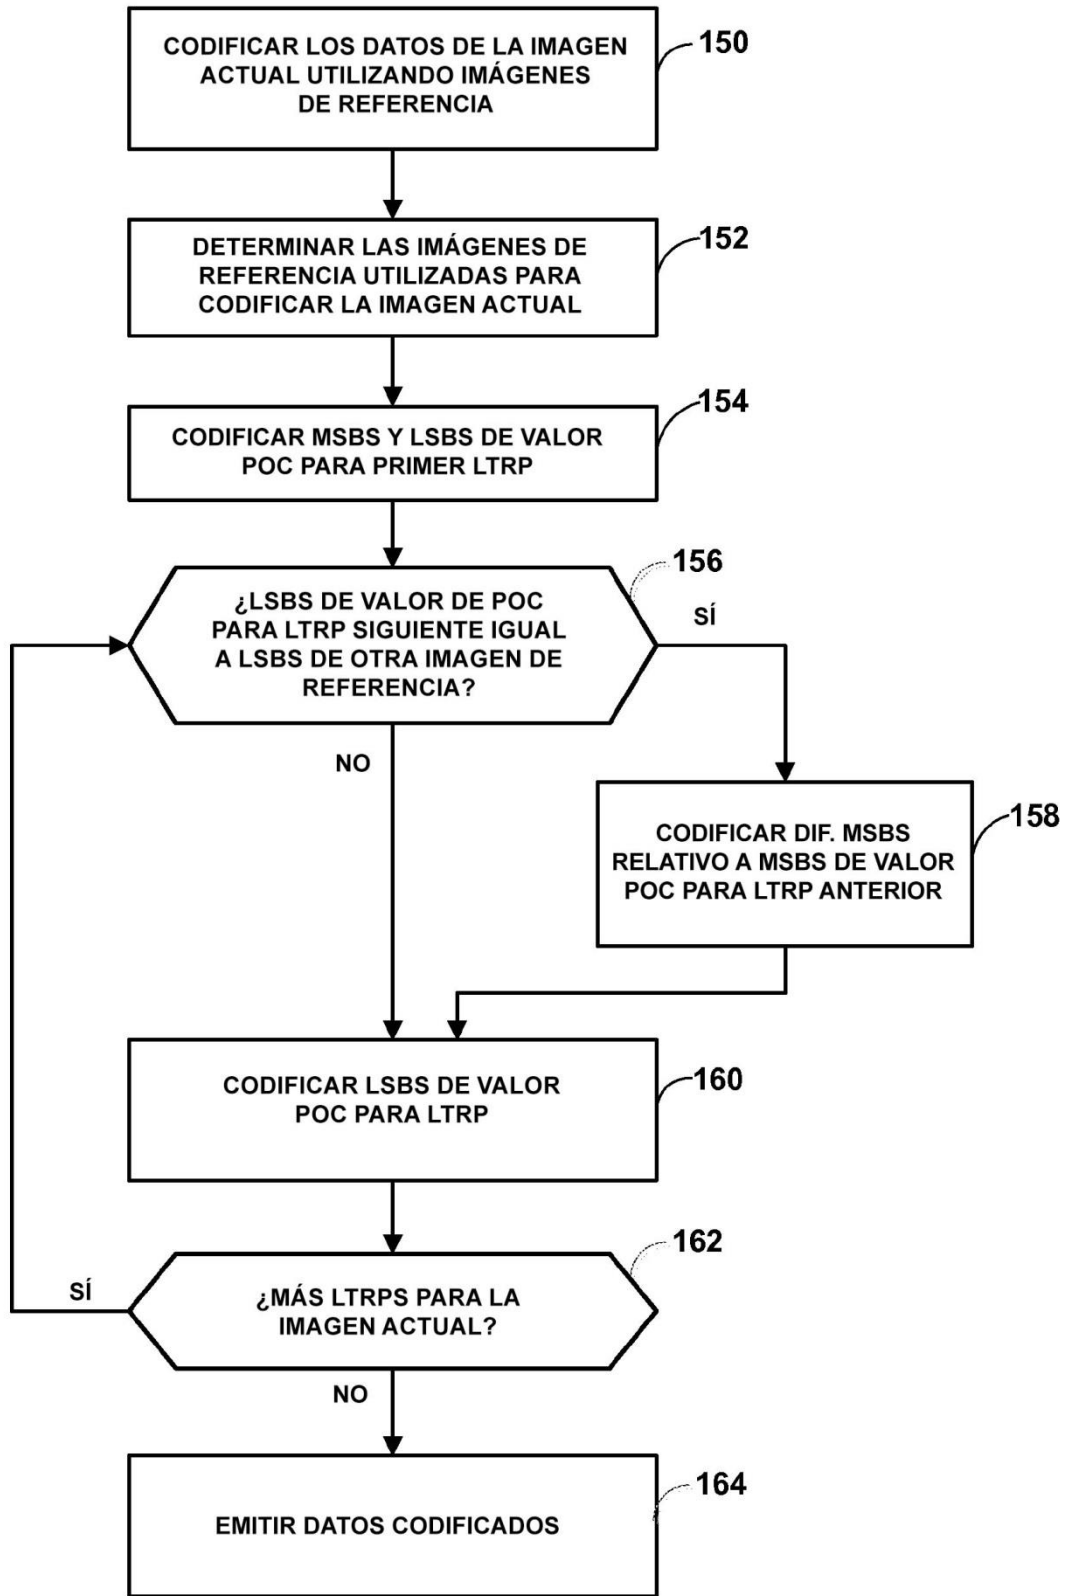 CODIFICAR LOS DATOS DE LA IMAGEN
ACTUAL UTILIZANDO IMÁGENES
DE REFERENCIA
150
DETERMINAR LAS IMÁGENES DE
REFERENCIA UTILIZADAS PARA
CODIFICAR LA IMAGEN ACTUAL
152
CODIFICAR MSBS Y LSBS DE VALOR
POC PARA PRIMER LTRP
154
¿LSBS DE VALOR DE POC
PARA LTRP SIGUIENTE IGUAL
A LSBS DE OTRA IMAGEN DE
REFERENCIA?
156
SÍ
NO
CODIFICAR DIF. MSBS
RELATIVO A MSBS DE VALOR
POC PARA LTRP ANTERIOR
158
CODIFICAR LSBS DE VALOR
POC PARA LTRP
160
¿MÁS LTRPS PARA LA
IMAGEN ACTUAL?
162
SÍ
NO
EMITIR DATOS CODIFICADOS
164